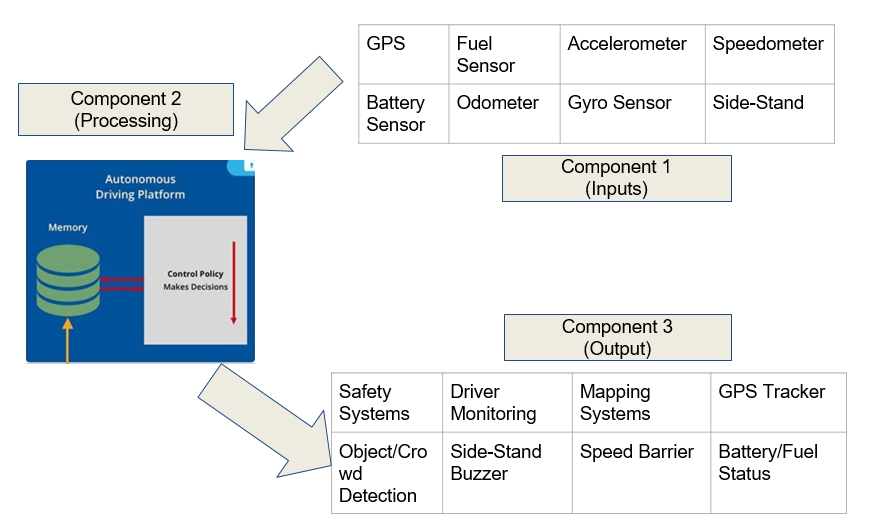 GPS
Fuel
Sensor
Accelerometer
Speedometer
Battery
Sensor
Odometer
Gyro Sensor
Side-Stand
Component 1
(Inputs)
Component 2
(Processing)
Autonomous
Driving Platform
Memory
Control Policy
Makes Decisions
Component 3
(Output)
Safety
Systems
Driver
Monitoring
Mapping
Systems
GPS Tracker
Object/Cro
wd
Detection
Side-Stand
Buzzer
Speed Barrier
Battery/Fuel
Status